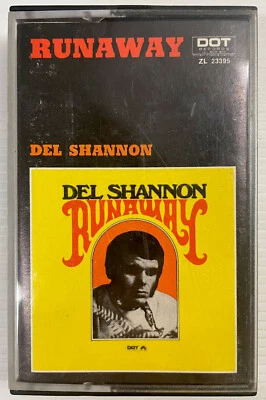 RUNAWAY
DOT
RECORDS
ZL 23395
DEL SHANNON
DEL SHANNON
RUNAWAY
DOT